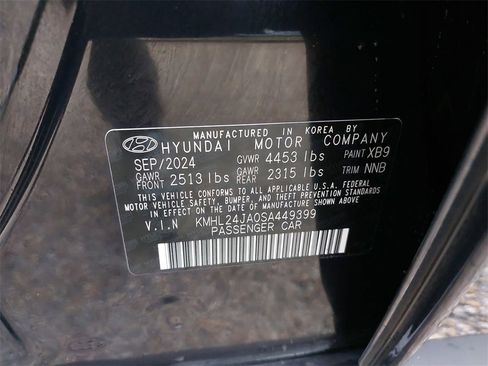 MANUFACTURED IN KOREA BY
HYUNDAI MOTOR COMPANY
SEP/2024 GVWR 4453 lbs PAINT XB9
GAWR FRONT 2513 lbs GAWR REAR 2315 lbs TRIM NNB
THIS VEHICLE CONFORMS TO ALL APPLICABLE U.S.A. FEDERAL
MOTOR VEHICLE SAFETY, BUMPER, AND THEFT PREVENTION STANDARDS
IN EFFECT ON THE DATE OF MANUFACTURE SHOWN ABOVE.
V.I.N KMHL24JA0SA449399
PASSENGER CAR